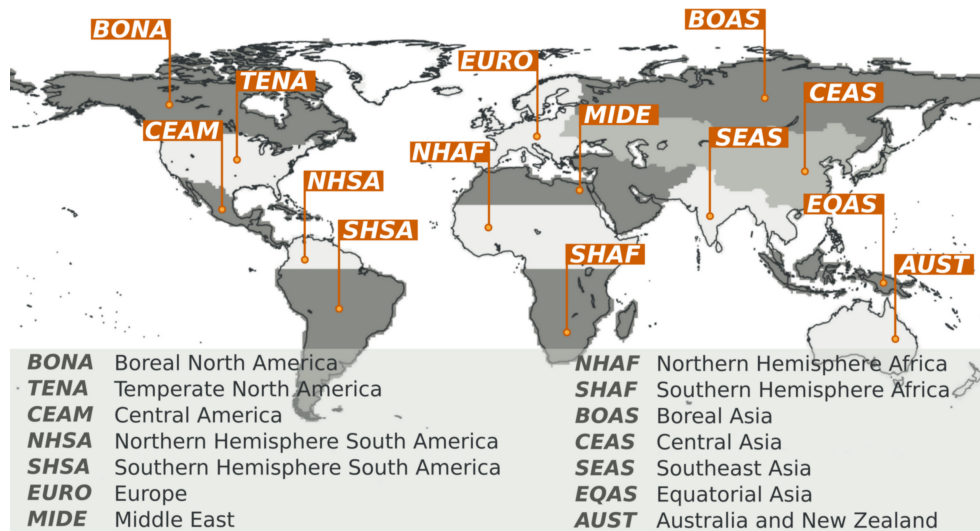 BONA
BOAS
TENA
EURO
CEAS
CEAM
MIDE
SEAS
NHAF
NHSA
EQAS
SHSA
SHAF
AUST
BONA Boreal North America
TENA Temperate North America
CEAM Central America
NHSA Northern Hemisphere South America
SHSA Southern Hemisphere South America
EURO Europe
MIDE Middle East
NHAF Northern Hemisphere Africa
SHAF Southern Hemisphere Africa
BOAS Boreal Asia
CEAS Central Asia
SEAS Southeast Asia
EQAS Equatorial Asia
AUST Australia and New Zealand